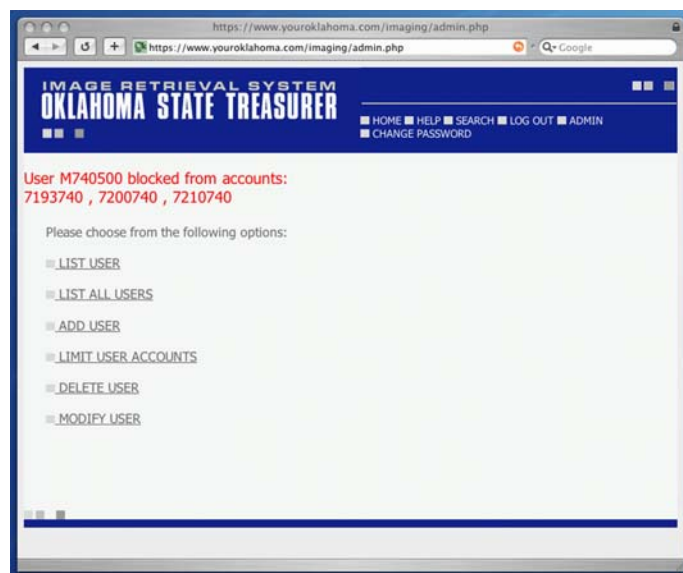 https://www.youroklahoma.com/imaging/admin.php
https://www.youroklahoma.com/imaging/admin.php
Google
IMAGE RETRIEVAL SYSTEM
OKLAHOMA STATE TREASURER
HOME HELP SEARCH LOG OUT ADMIN
CHANGE PASSWORD
User M740500 blocked from accounts:
7193740 , 7200740 , 7210740
Please choose from the following options:
LIST USER
LIST ALL USERS
ADD USER
LIMIT USER ACCOUNTS
DELETE USER
MODIFY USER